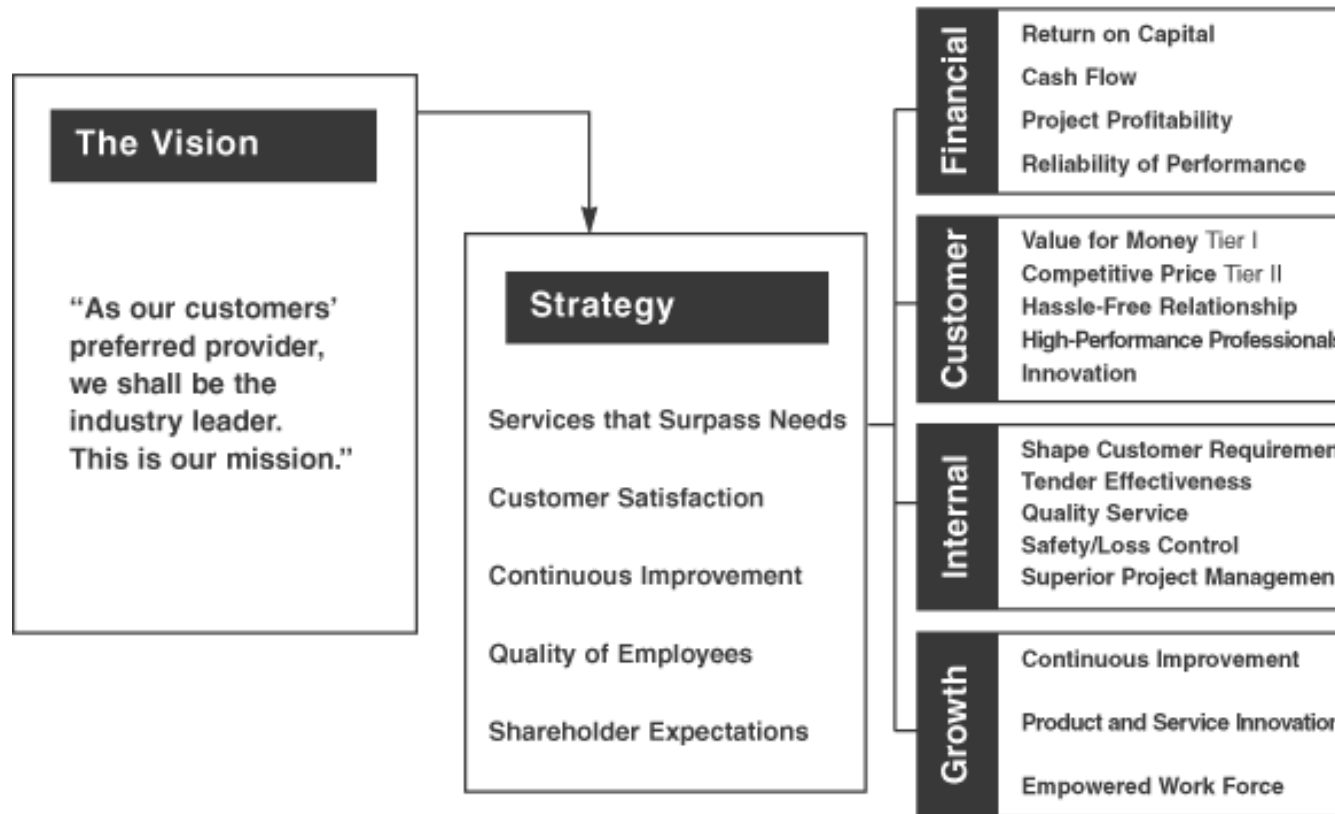 The Vision
“As our customers’
preferred provider,
we shall be the
industry leader.
This is our mission.”
Strategy
Services that Surpass Needs
Customer Satisfaction
Continuous Improvement
Quality of Employees
Shareholder Expectations
Financial
Return on Capital
Cash Flow
Project Profitability
Reliability of Performance
Customer
Value for Money Tier I
Competitive Price Tier II
Hassle-Free Relationship
High-Performance Professionals
Innovation
Internal
Shape Customer
Tender Effectiveness
Quality Service
Safety/Loss Control
Superior Project
Growth
Continuous Improvement
Product and Service Innovation
Empowered Work Force